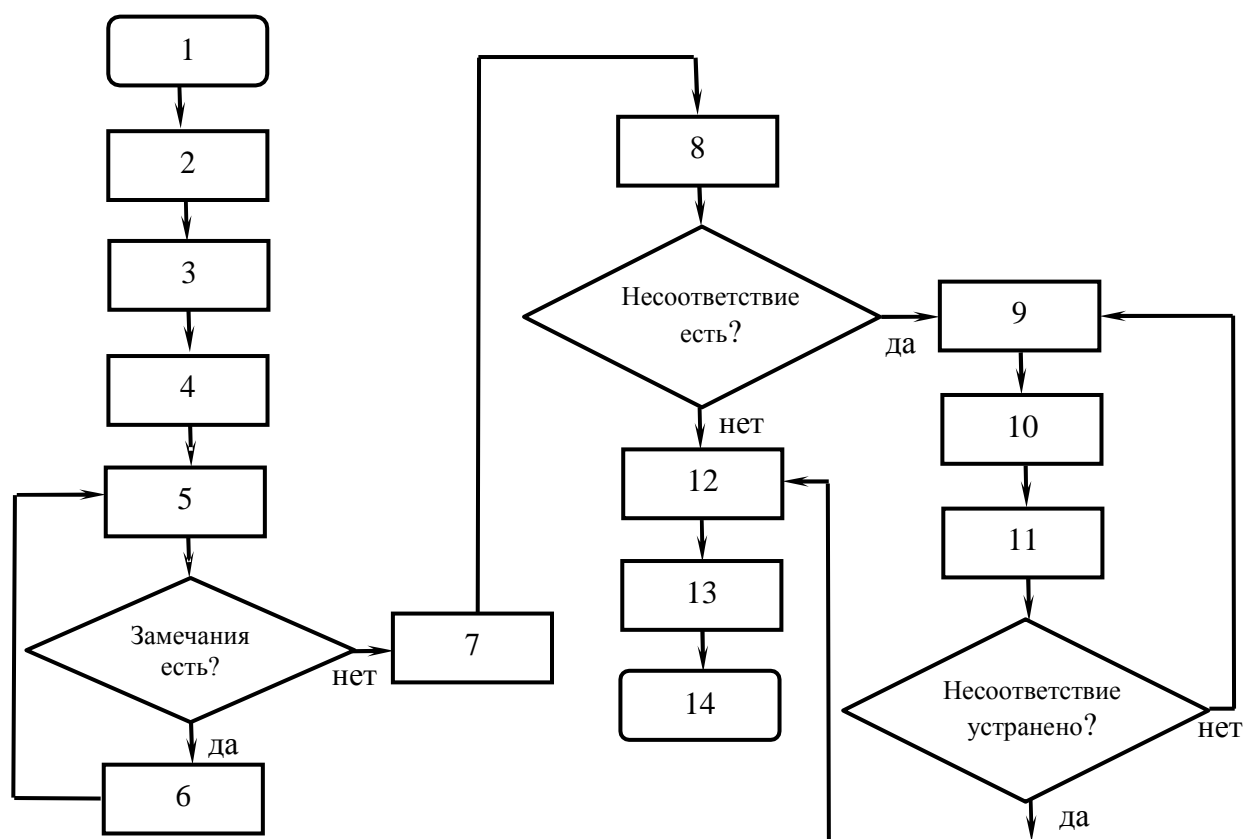 1
2
3
4
5
Замечания
есть?
нет
да
6
7
8
Несоответствие
есть?
да
нет
9
10
11
Несоответствие
устранено?
нет
да
12
13
14